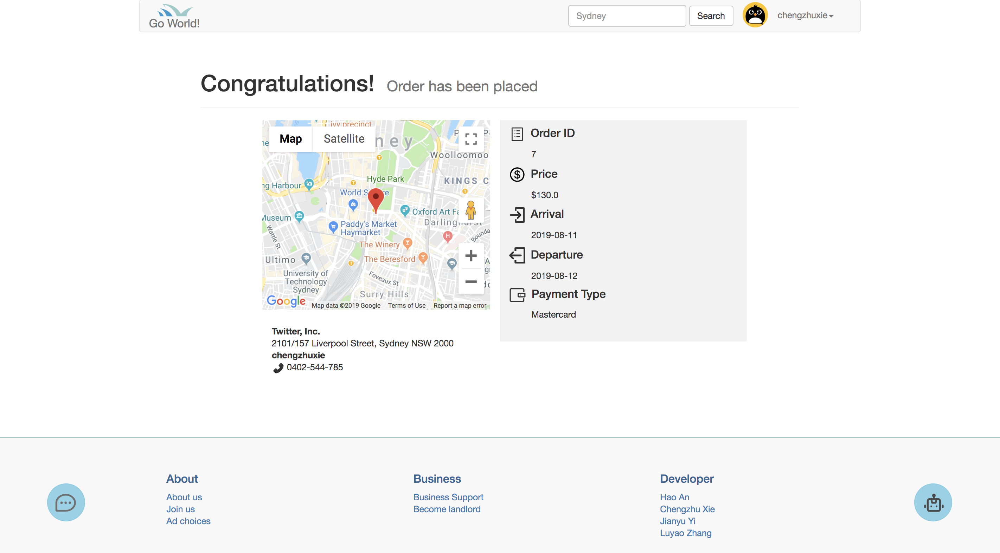 Go World!
Sydney
Search
chengzhuxie
Congratulations! Order has been placed
ivy precinct
Map
Satellite
ney
Woolloomoo
Hyde Park
KINGS C
ng Harbour
World S re
Oxford Art Fa
Museum
Darlinghurst
Paddy's Market
Haymarket
Wattle St
Bounda
The Winery
The Beresford
Ultimo
University of
Technology
Sydney
Foveaux St
Surry Hills
Google
Map data ©2019 Google
Terms of Use
Report a map error
Twitter, Inc.
2101/157 Liverpool Street, Sydney NSW 2000
chengzhuxie
0402-544-785
Order ID
7
Price
$130.0
Arrival
2019-08-11
Departure
2019-08-12
Payment Type
Mastercard
About
About us
Join us
Ad choices
Business
Business Support
Become landlord
Developer
Hao An
Chengzhu Xie
Jianyu Yi
Luyao Zhang